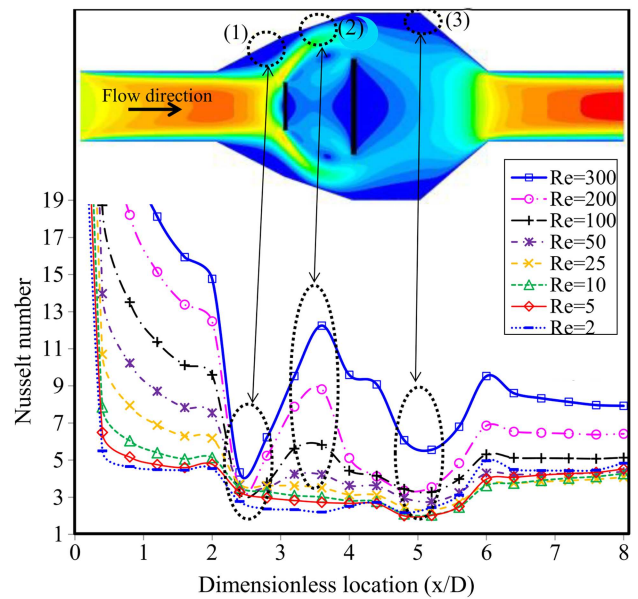 (1)
(2)
(3)
Flow direction
Re=300
Re=200
Re=100
Re=50
Re=25
Re=10
Re=5
Re=2
19
17
15
13
11
9
7
5
3
1
Nusselt number
0
1
2
3
4
5
6
7
8
Dimensionless location (x/D)